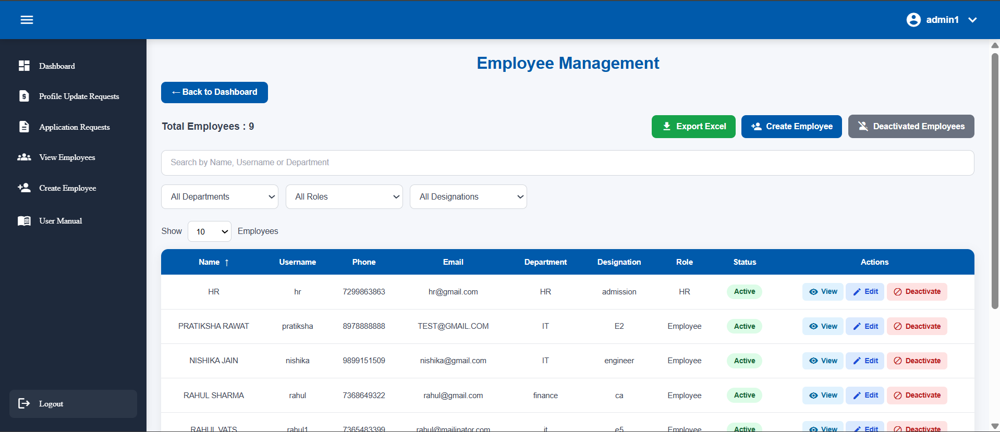 admin1
Dashboard
Profile Update Requests
Application Requests
View Employees
Create Employee
User Manual
Logout
Employee Management
← Back to Dashboard
Total Employees : 9
Export Excel Create Employee Deactivated Employees
Search by Name, Username or Department
All Departments All Roles All Designations
Show 10 Employees
Name ↑ Username Phone Email Department Designation Role Status Actions
HR hr 7299863863 hr@gmail.com HR admission HR Active View Edit Deactivate
PRATIKSHA RAWAT pratiksha 8978888888 TEST@GMAIL.COM IT E2 Employee Active View Edit Deactivate
NISHIKA JAIN nishika 9899151509 nishika@gmail.com IT engineer Employee Active View Edit Deactivate
RAHUL SHARMA rahul 7368649322 rahul@gmail.com finance ca Employee Active View Edit Deactivate
RAHUL VATS rahul1 7365483399 rahul@mailinator.com it e5 Employee Active View Edit Deactivate